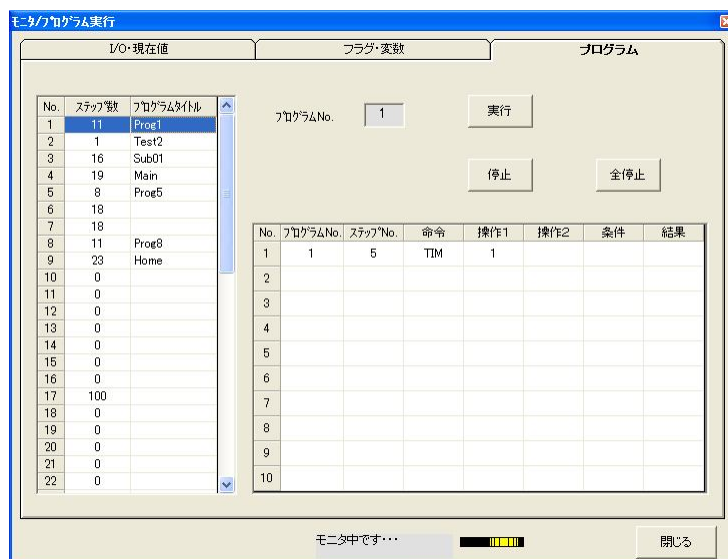 モニタ/プログラム実行
I/O・現在値 フラグ・変数 プログラム
No. ステップ数 プログラムタイトル
1 11 Prog1
2 1 Test2
3 16 Sub01
4 19 Main
5 8 Prog5
6 18
7 18
8 11 Prog8
9 23 Home
10 0
11 0
12 0
13 0
14 0
15 0
16 0
17 100
18 0
19 0
20 0
21 0
22 0
プログラムNo. 1 実行
停止 全停止
No. プログラムNo. ステップNo. 命令 操作1 操作2 条件 結果
1 1 5 TIM 1
2
3
4
5
6
7
8
9
10
モニタ中です・・・ 閉じる